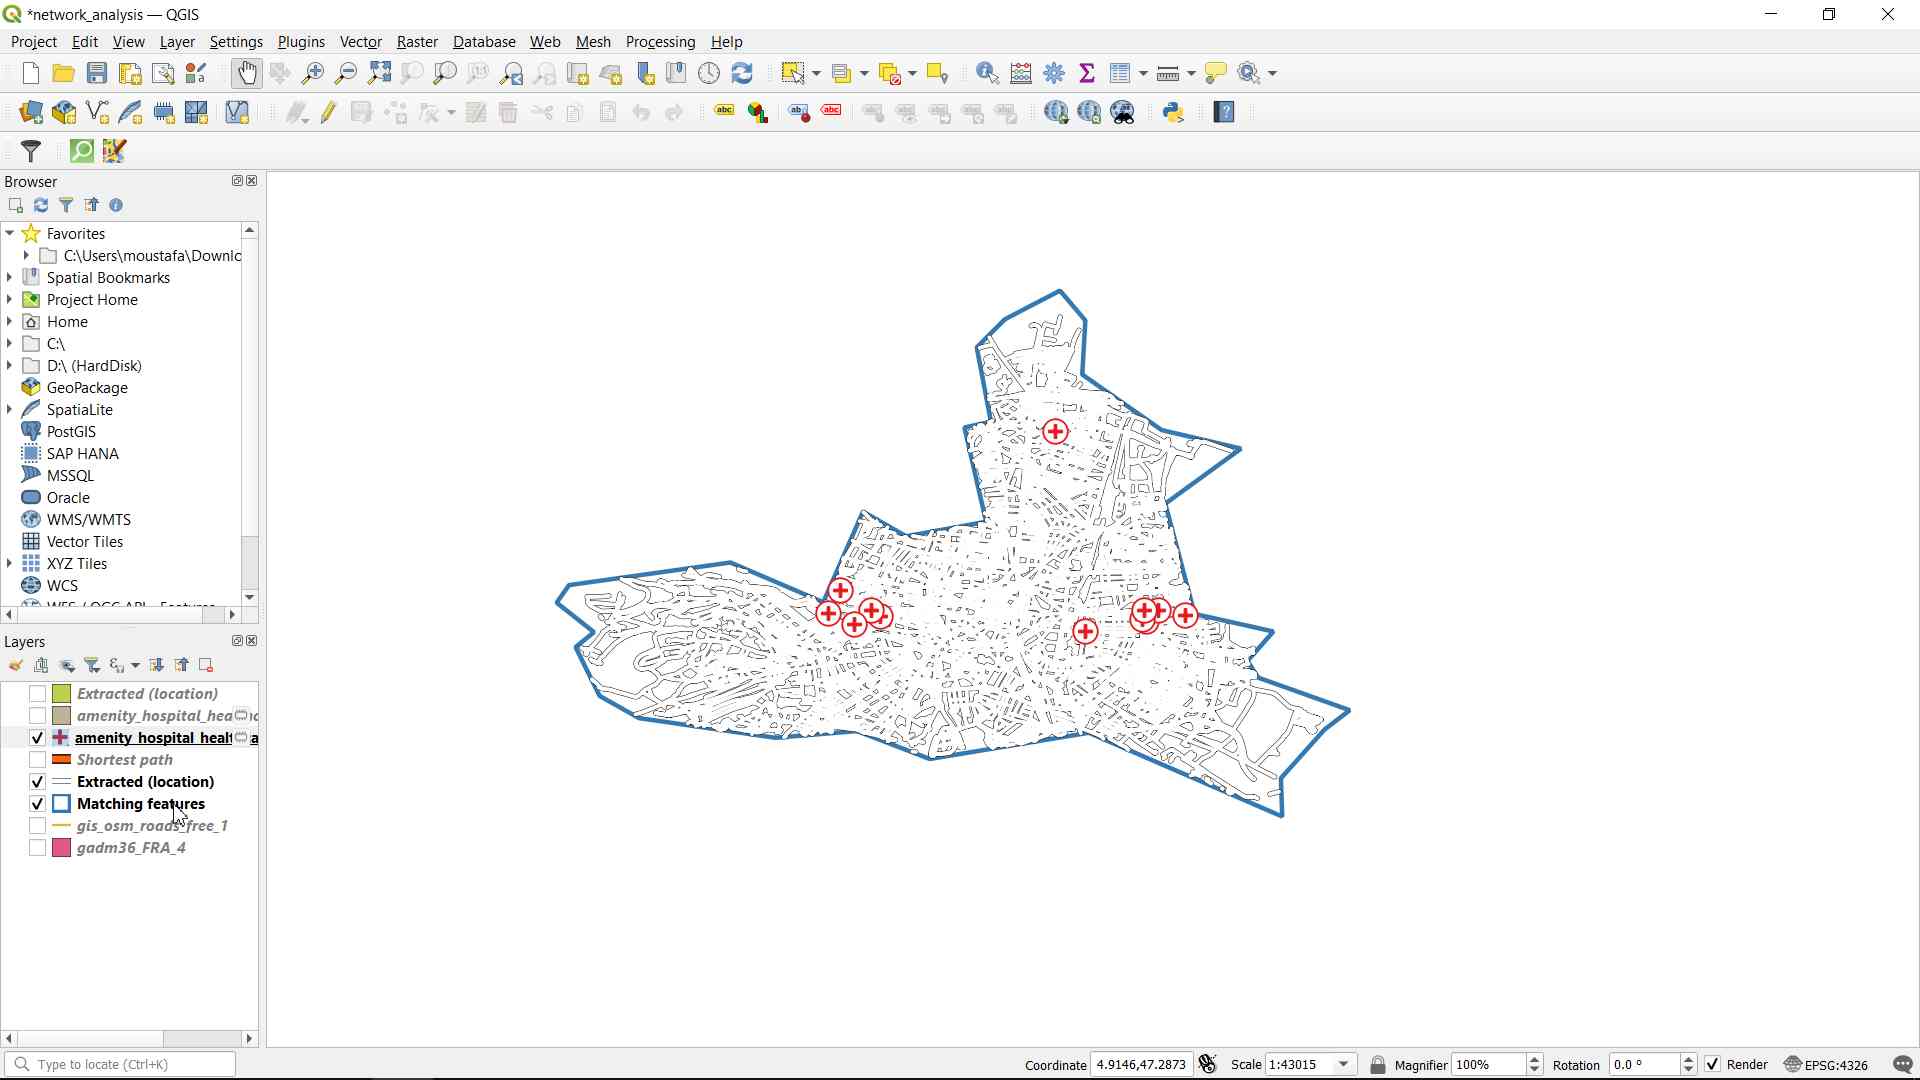 *network_analysis — QGIS
Project Edit View Layer Settings Plugins Vector Raster Database Web Mesh Processing Help
Browser
Favorites
C:\Users\moustafa\Downlc
Spatial Bookmarks
Project Home
Home
C:\
D:\ (HardDisk)
GeoPackage
SpatiaLite
PostGIS
SAP HANA
MSSQL
Oracle
WMS/WMTS
Vector Tiles
XYZ Tiles
WCS
Layers
Extracted (location)
amenity_hospital_hea
amenity hospital healt
Shortest path
Extracted (location)
Matching features
gis_osm_roads_free_1
gadm36_FRA_4
Type to locate (Ctrl+K) Coordinate 4.9146,47.2873 Scale 1:43015 Magnifier 100% Rotation 0.0 ° Render EPSG:4326